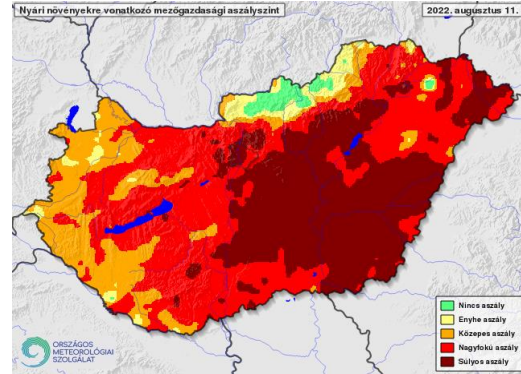 Nyári növényekre vonatkozó mezőgazdasági aszályszint
2022. augusztus 11.
Nincs aszály
Enyhe aszály
Közepes aszály
Nagyfokú aszály
Súlyos aszály
ORSZÁGOS
METEOROLÓGIAI
SZOLGÁLAT